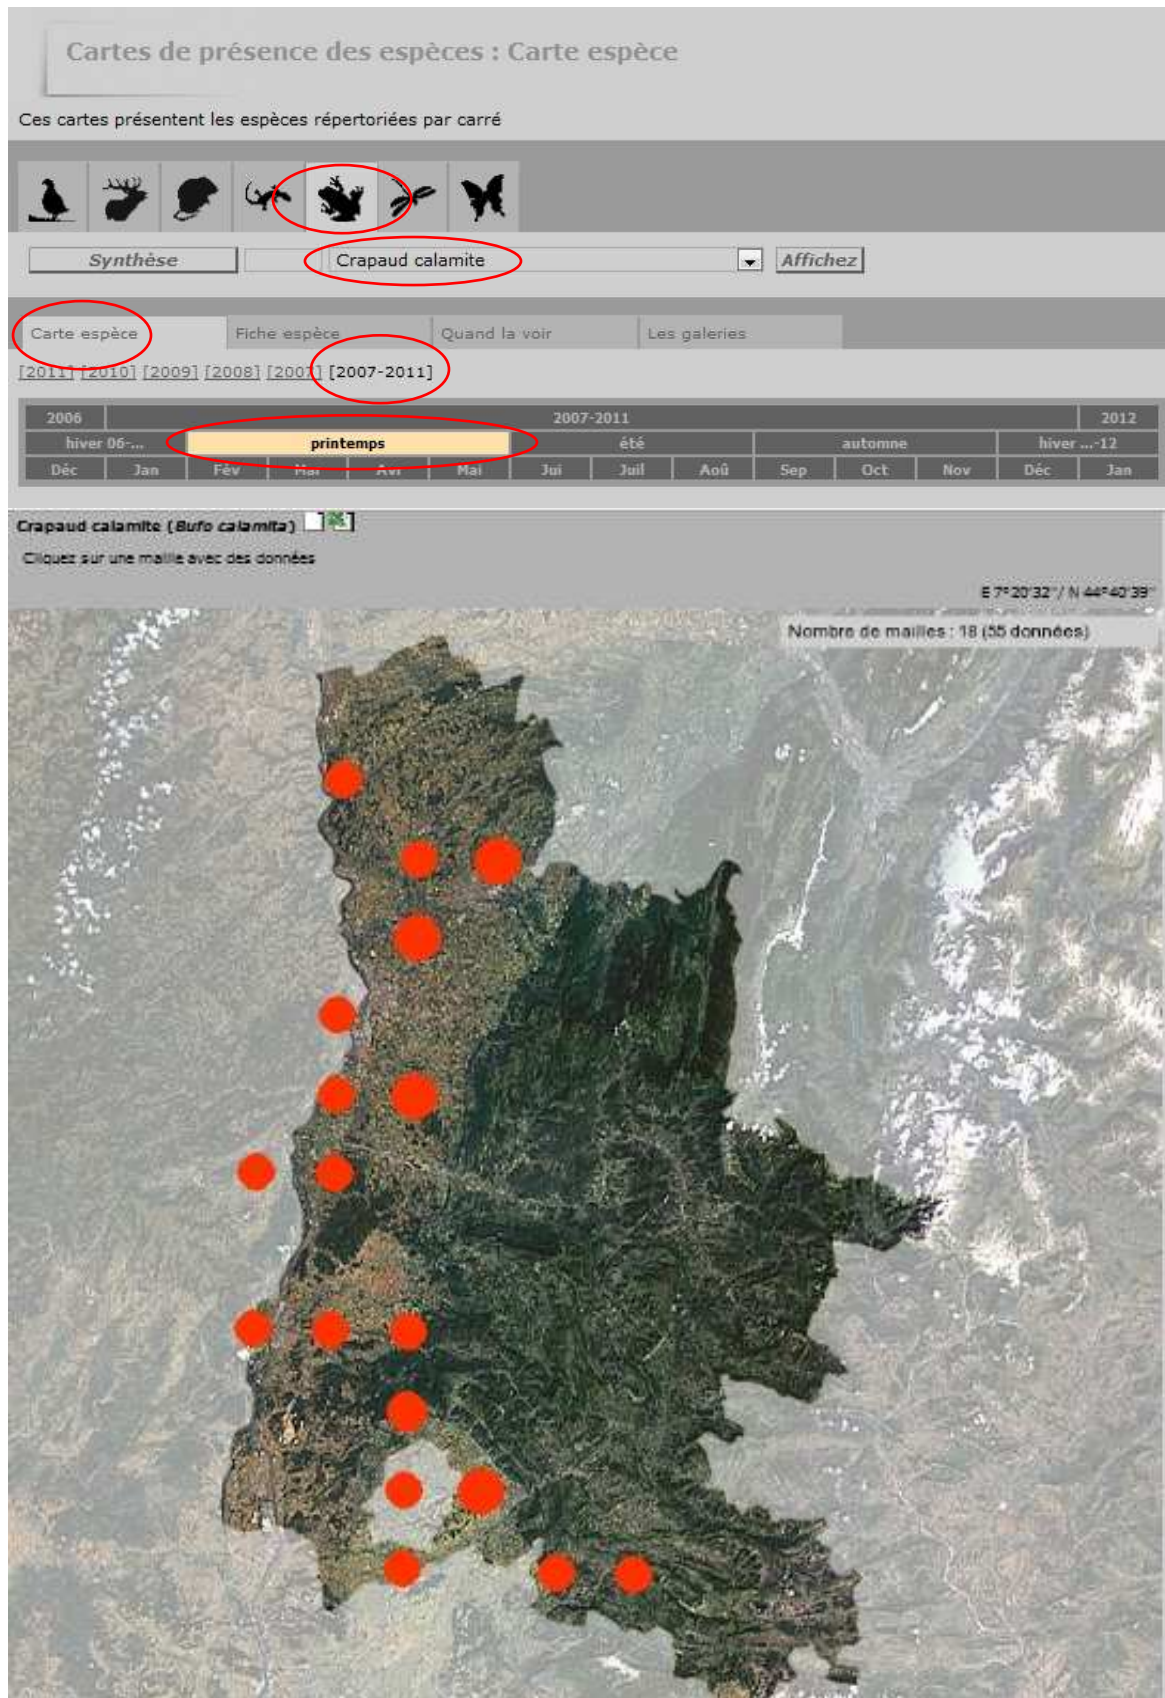 Cartes de présence des espèces : Carte espèce
Ces cartes présentent les espèces répertoriées par carré
Synthèse Crapaud calamite Affichez
Carte espèce Fiche espèce Quand la voir Les galeries
[2011] [2010] [2009] [2008] [2007] [2007-2011]
2006 2007-2011 2012
hiver 06-... printemps été automne hiver ...-12
Déc Jan Fév Mar Avr Mai Jui Juil Aoû Sep Oct Nov Déc Jan
Crapaud calamite (Bufo calamita) [ ]
Cliquez sur une maille avec des données
E 7°20'32" / N 44°40'39"
Nombre de mailles : 18 (55 données)